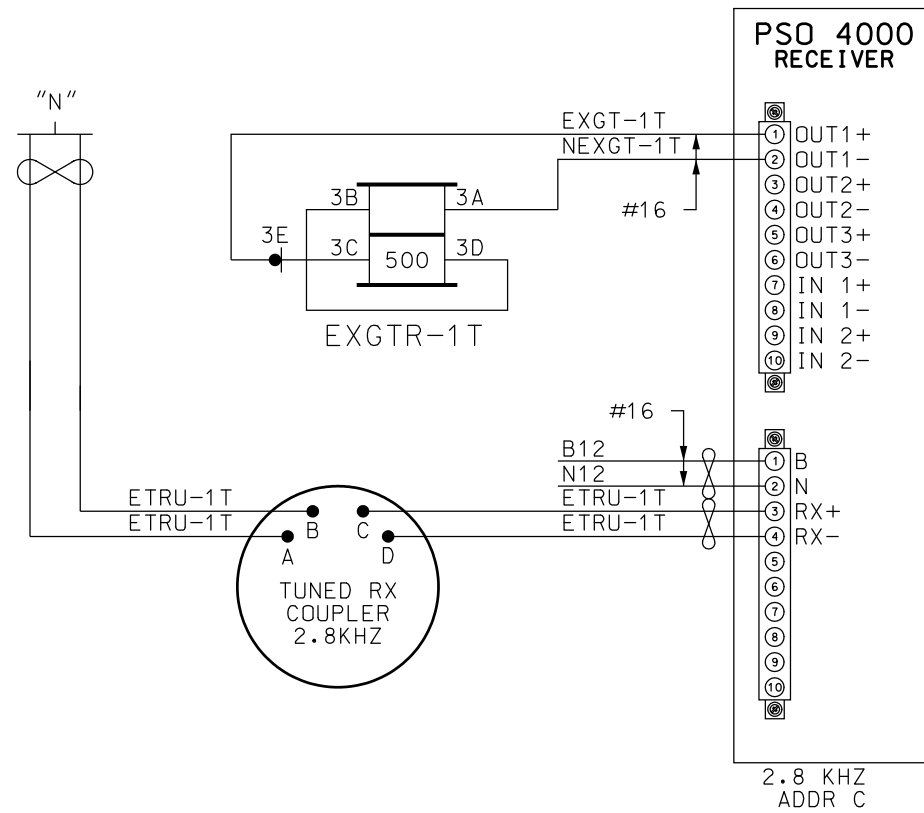 PSO 4000
RECEIVER
"N"
EXGT-1T
NEXGT-1T
#16
1 OUT1+
2 OUT1-
3 OUT2+
4 OUT2-
5 OUT3+
6 OUT3-
7 IN 1+
8 IN 1-
9 IN 2+
10 IN 2-
3B 3A
3E 3C 500 3D
EXGTR-1T
#16
B12
N12
ETRU-1T
ETRU-1T
1 B
2 N
3 RX+
4 RX-
5
6
7
8
9
10
ETRU-1T
ETRU-1T
B C
A D
TUNED RX
COUPLER
2.8KHZ
2.8 KHZ
ADDR C